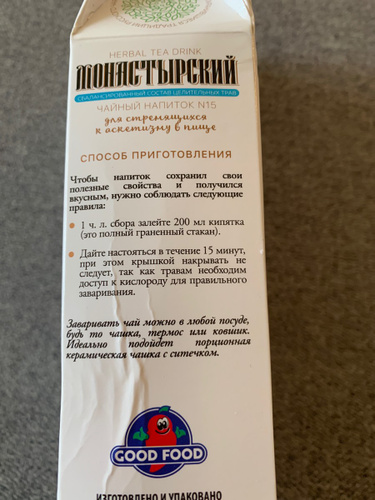 HERBAL TEA DRINK
МОНАСТЫРСКИЙ
СБАЛАНСИРОВАННЫЙ СОСТАВ ЦЕЛИТЕЛЬНЫХ ТРАВ
ЧАЙНЫЙ НАПИТОК N15
для стремящихся
к аскетизму в пище
СПОСОБ ПРИГОТОВЛЕНИЯ
Чтобы напиток сохранил свои
полезные свойства и получился
вкусным, нужно соблюдать следующие
правила:
• 1 ч. л. сбора залейте 200 мл кипятка
(это полный граненный стакан).
• Дайте настояться в течение 15 минут,
при этом крышкой накрывать не
следует, так как травам необходим
доступ к кислороду для правильного
заваривания.
Заваривать чай можно в любой посуде,
будь то чашка, термос или ковшик.
Идеально подойдет порционная
керамическая чашка с ситечком.
GOOD FOOD
ИЗГОТОВЛЕНО И УПАКОВАНО